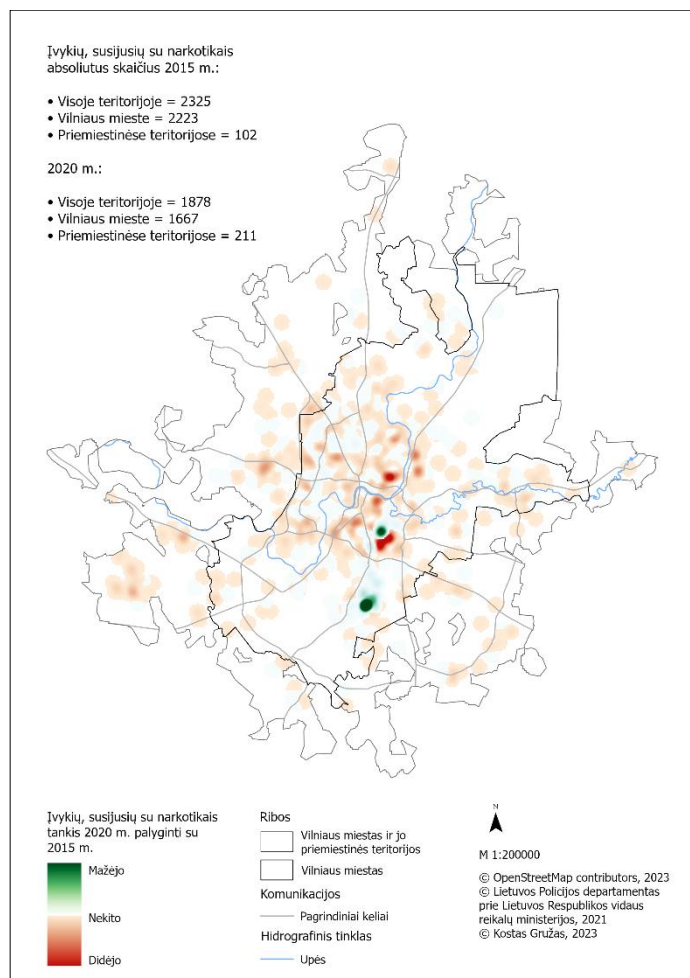 Įvykių, susijusių su narkotikais
absoliutus skaičius 2015 m.:
• Visoje teritorijoje = 2325
• Vilniaus mieste = 2223
• Priemiestinėse teritorijose = 102
2020 m.:
• Visoje teritorijoje = 1878
• Vilniaus mieste = 1667
• Priemiestinėse teritorijose = 211
Įvykių, susijusių su narkotikais
tankis 2020 m. palyginti su
2015 m.
Mažėjo
Nekito
Didėjo
Ribos
Vilniaus miestas ir jo
priemiestinės teritorijos
Vilniaus miestas
Komunikacijos
Pagrindiniai keliai
Hidrografinis tinklas
Upės
N
M 1:200000
© OpenStreetMap contributors, 2023
© Lietuvos Policijos departamentas
prie Lietuvos Respulikos vidaus
reikalų ministerijos, 2021
© Kostas Gružas, 2023